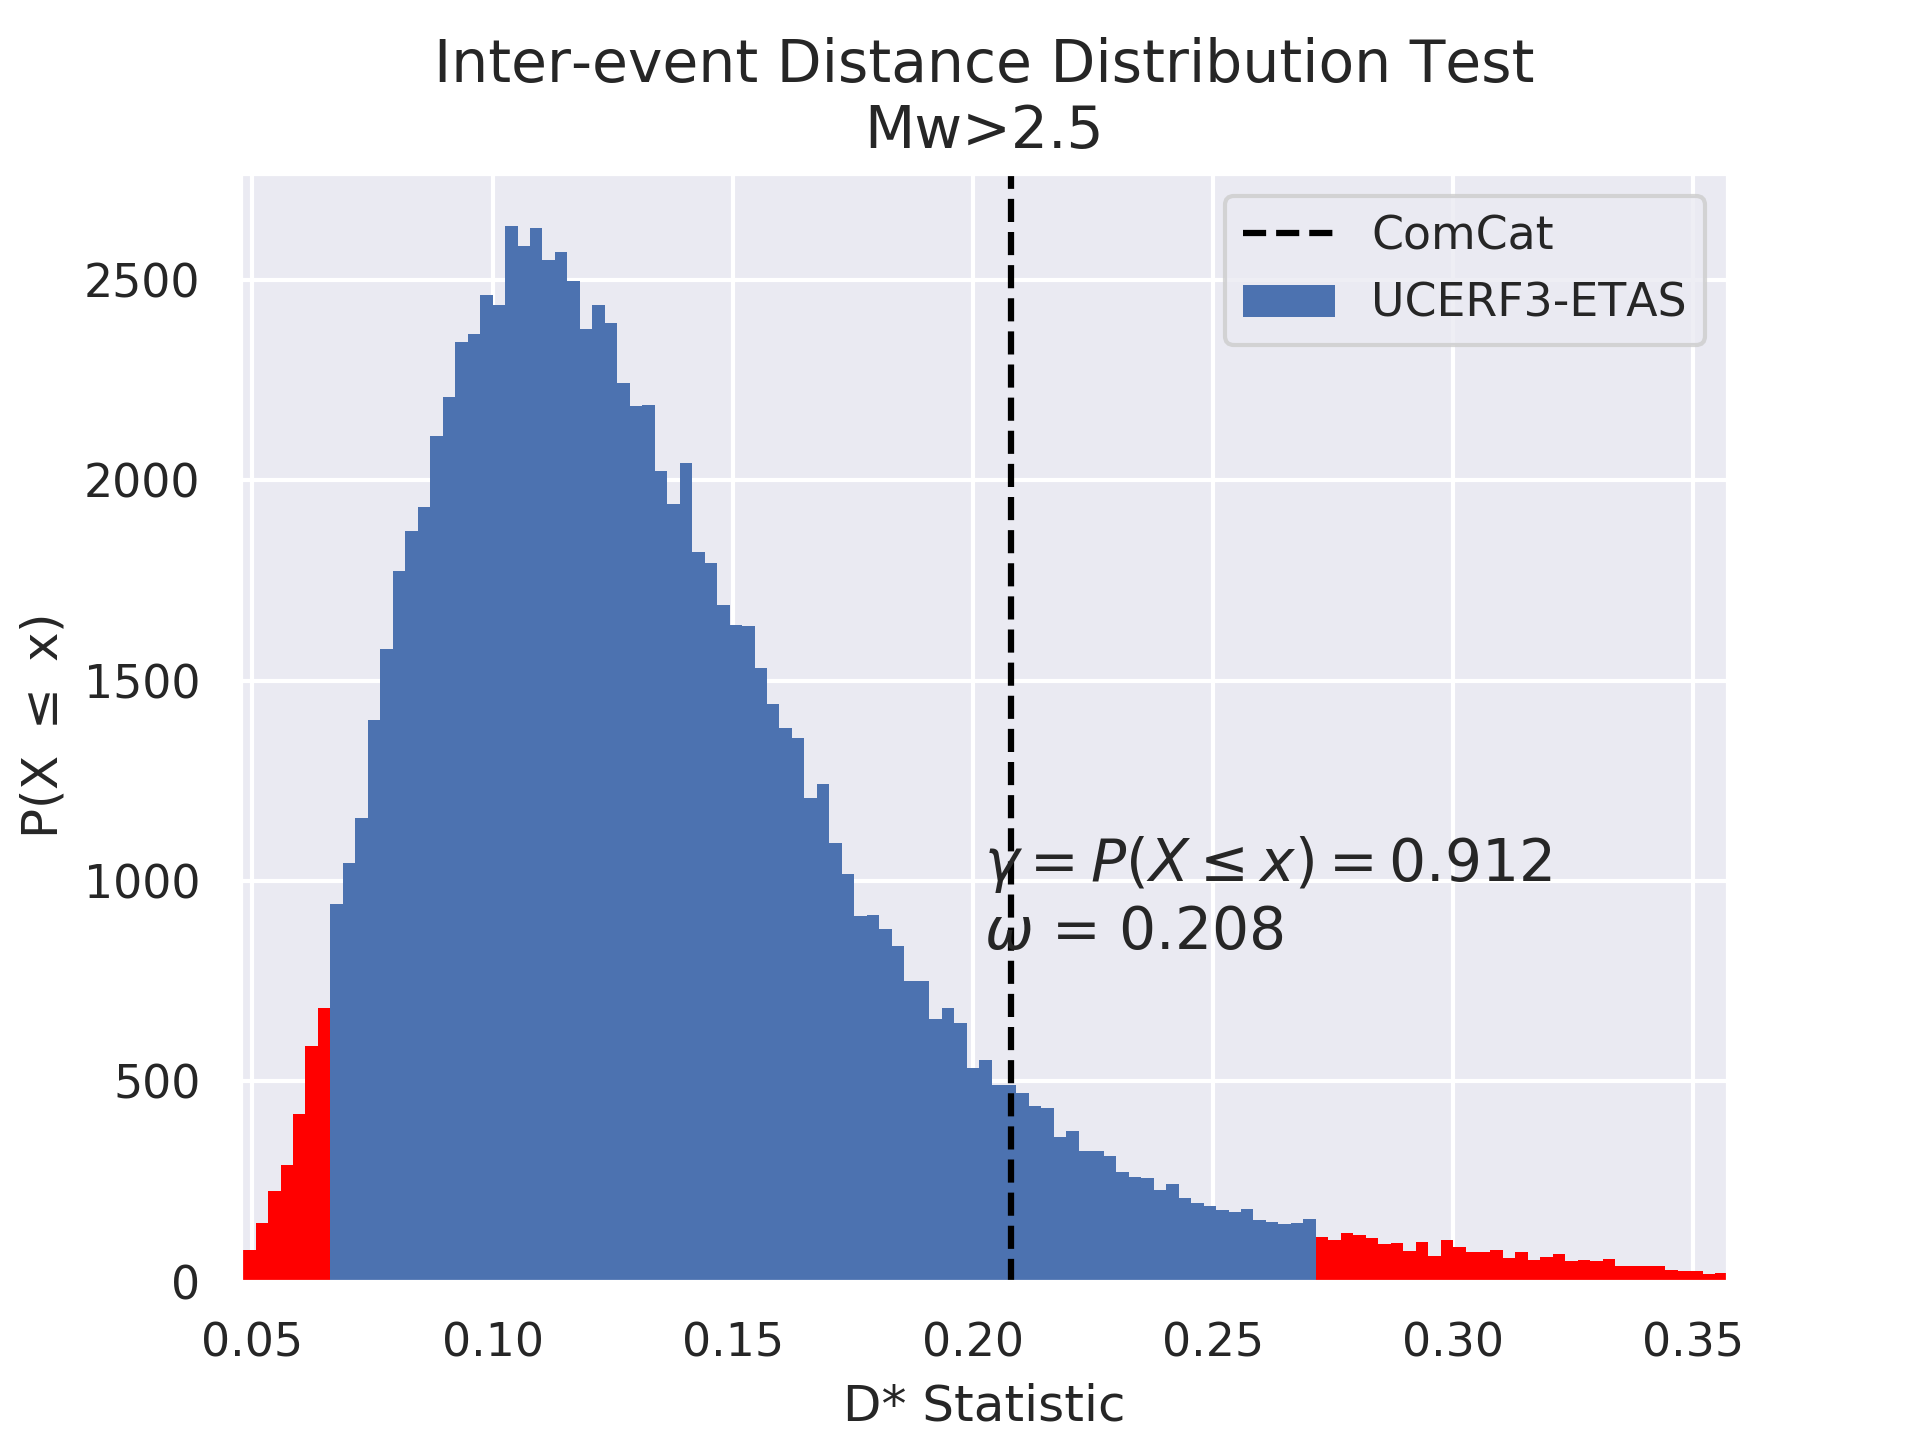 Inter-event Distance Distribution Test
Mw>2.5
P(X ≤ x)
2500
2000
1500
1000
500
0
ComCat
UCERF3-ETAS
γ = P(X ≤ x) = 0.912
ω = 0.208
0.05 0.10 0.15 0.20 0.25 0.30 0.35
D* Statistic